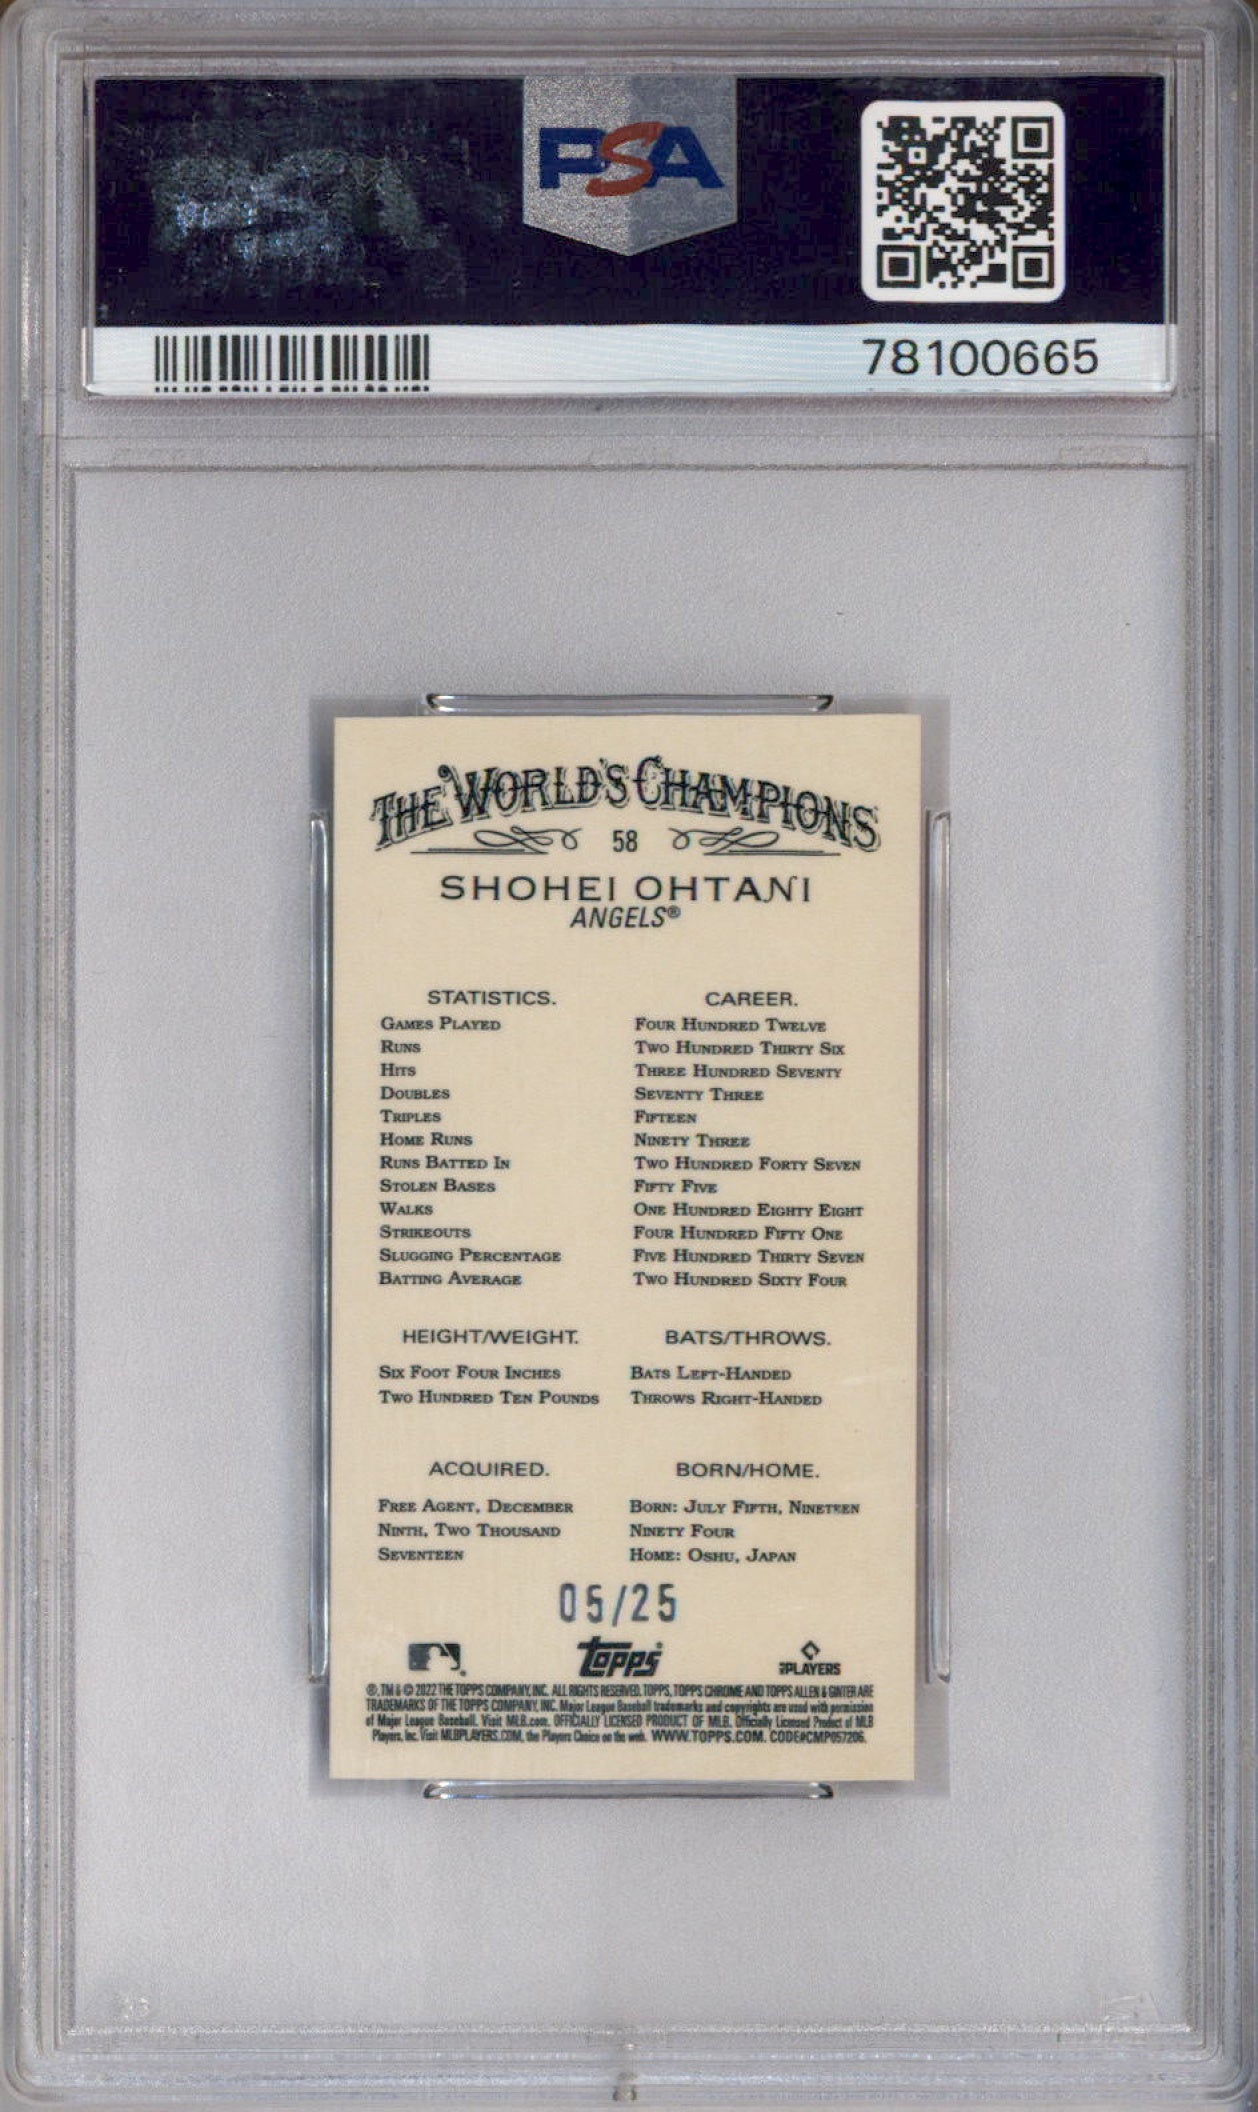 PSA
78100665
THE WORLD'S CHAMPIONS
58
SHOHEI OHTANI
ANGELS®
STATISTICS. CAREER.
GAMES PLAYED FOUR HUNDRED TWELVE
RUNS TWO HUNDRED THIRTY SIX
HITS THREE HUNDRED SEVENTY
DOUBLES SEVENTY THREE
TRIPLES FIFTEEN
HOME RUNS NINETY THREE
RUNS BATTED IN TWO HUNDRED FORTY SEVEN
STOLEN BASES FIFTY FIVE
WALKS ONE HUNDRED EIGHTY EIGHT
STRIKEOUTS FOUR HUNDRED FIFTY ONE
SLUGGING PERCENTAGE FIVE HUNDRED THIRTY SEVEN
BATTING AVERAGE TWO HUNDRED SIXTY FOUR
HEIGHT/WEIGHT. BATS/THROWS.
SIX FOOT FOUR INCHES BATS LEFT-HANDED
TWO HUNDRED TEN POUNDS THROWS RIGHT-HANDED
ACQUIRED. BORN/HOME.
FREE AGENT, DECEMBER BORN: JULY FIFTH, NINETEEN
NINTH, TWO THOUSAND NINETY FOUR
SEVENTEEN HOME: OSHU, JAPAN
05/25
topps PLAYERS
®, TM & © 2022 THE TOPPS COMPANY, INC. ALL RIGHTS RESERVED. TOPPS, TOPPS CHROME AND TOPPS ALLEN & GINTER ARE
TRADEMARKS OF THE TOPPS COMPANY, INC. Major League Baseball trademarks and copyrights are used with permission
of Major League Baseball. Visit MLB.com. OFFICIALLY LICENSED PRODUCT OF MLB. Officially Licensed Product of MLB
Players, Inc. Visit MLBPLAYERS.COM, the Players Choice on the web. WWW.TOPPS.COM. CODE#CMP057206.